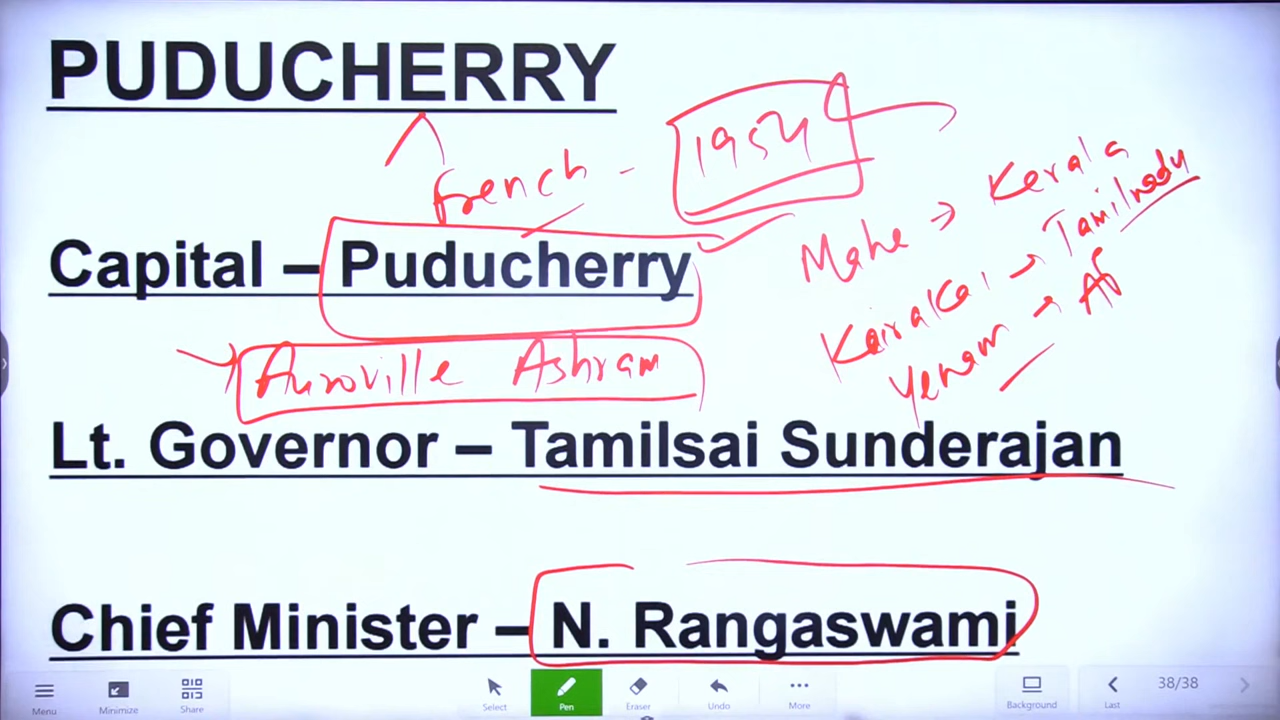 PUDUCHERRY
French - 1954
Capital – Puducherry
Mahe → Kerala
Kairakal → Tamilnadu
Yenam → AP
Auroville Ashram
Lt. Governor – Tamilsai Sunderajan
Chief Minister – N. Rangaswami
Menu Minimize Share Select Pen Eraser Undo More Background Last 38/38